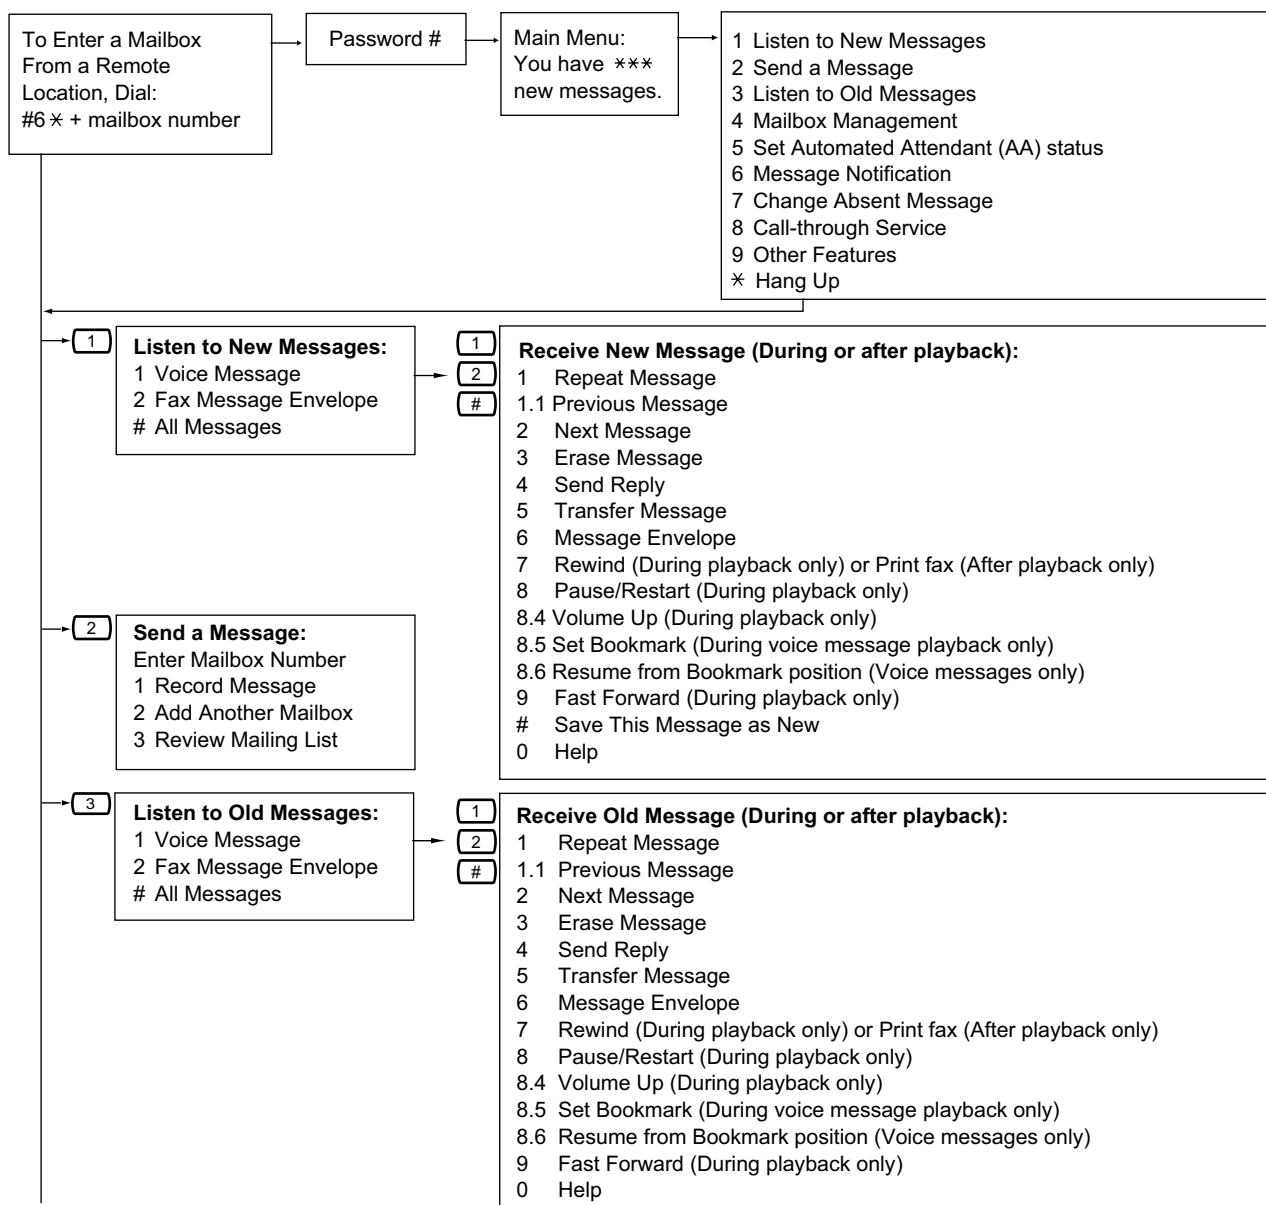 To Enter a Mailbox
From a Remote
Location, Dial:
#6 * + mailbox number
Password #
Main Menu:
You have ***
new messages.
1 Listen to New Messages
2 Send a Message
3 Listen to Old Messages
4 Mailbox Management
5 Set Automated Attendant (AA) status
6 Message Notification
7 Change Absent Message
8 Call-through Service
9 Other Features
* Hang Up
1
Listen to New Messages:
1 Voice Message
2 Fax Message Envelope
# All Messages
1
2
#
Receive New Message (During or after playback):
1 Repeat Message
1.1 Previous Message
2 Next Message
3 Erase Message
4 Send Reply
5 Transfer Message
6 Message Envelope
7 Rewind (During playback only) or Print fax (After playback only)
8 Pause/Restart (During playback only)
8.4 Volume Up (During playback only)
8.5 Set Bookmark (During voice message playback only)
8.6 Resume from Bookmark position (Voice messages only)
9 Fast Forward (During playback only)
# Save This Message as New
0 Help
2
Send a Message:
Enter Mailbox Number
1 Record Message
2 Add Another Mailbox
3 Review Mailing List
3
Listen to Old Messages:
1 Voice Message
2 Fax Message Envelope
# All Messages
1
2
#
Receive Old Message (During or after playback):
1 Repeat Message
1.1 Previous Message
2 Next Message
3 Erase Message
4 Send Reply
5 Transfer Message
6 Message Envelope
7 Rewind (During playback only) or Print fax (After playback only)
8 Pause/Restart (During playback only)
8.4 Volume Up (During playback only)
8.5 Set Bookmark (During voice message playback only)
8.6 Resume from Bookmark position (Voice messages only)
9 Fast Forward (During playback only)
0 Help